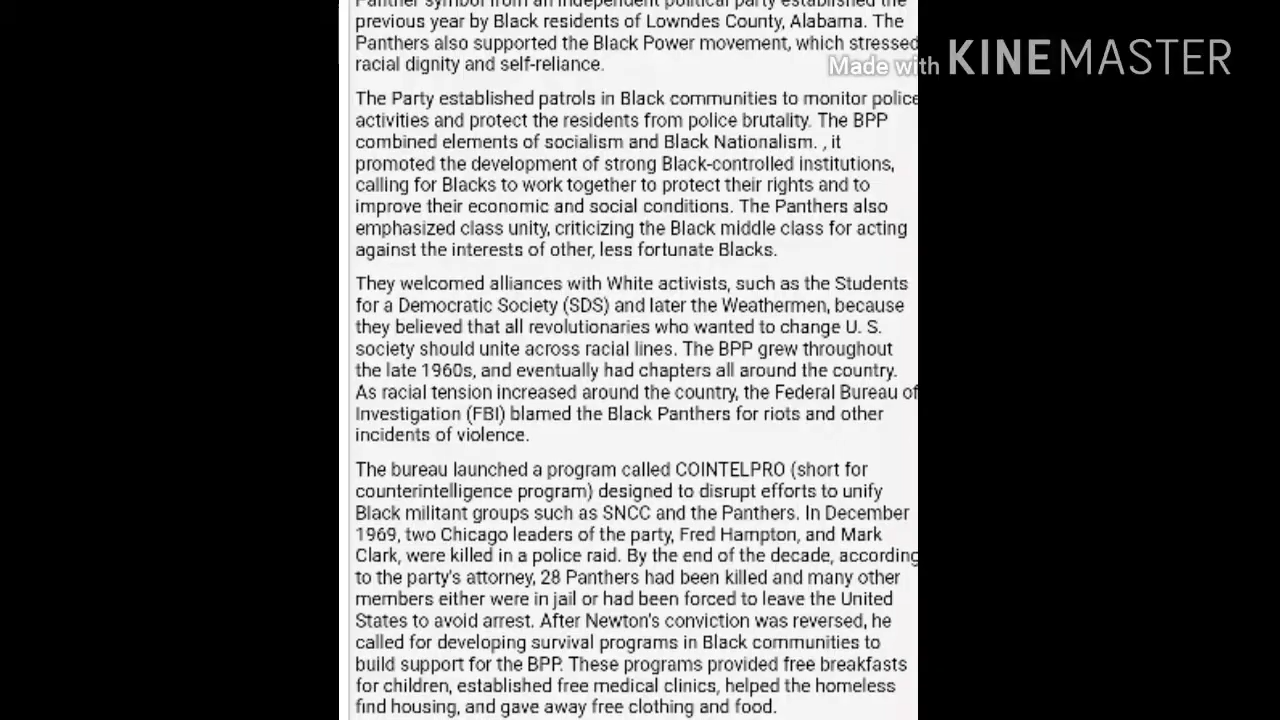 Panther symbol from an independent political party established the
previous year by Black residents of Lowndes County, Alabama. The
Panthers also supported the Black Power movement, which stressed
racial dignity and self-reliance.
Made with KINEMASTER
The Party established patrols in Black communities to monitor police
activities and protect the residents from police brutality. The BPP
combined elements of socialism and Black Nationalism. , it
promoted the development of strong Black-controlled institutions,
calling for Blacks to work together to protect their rights and to
improve their economic and social conditions. The Panthers also
emphasized class unity, criticizing the Black middle class for acting
against the interests of other, less fortunate Blacks.
They welcomed alliances with White activists, such as the Students
for a Democratic Society (SDS) and later the Weathermen, because
they believed that all revolutionaries who wanted to change U. S.
society should unite across racial lines. The BPP grew throughout
the late 1960s, and eventually had chapters all around the country.
As racial tension increased around the country, the Federal Bureau of
Investigation (FBI) blamed the Black Panthers for riots and other
incidents of violence.
The bureau launched a program called COINTELPRO (short for
counterintelligence program) designed to disrupt efforts to unify
Black militant groups such as SNCC and the Panthers. In December
1969, two Chicago leaders of the party, Fred Hampton, and Mark
Clark, were killed in a police raid. By the end of the decade, according
to the party's attorney, 28 Panthers had been killed and many other
members either were in jail or had been forced to leave the United
States to avoid arrest. After Newton's conviction was reversed, he
called for developing survival programs in Black communities to
build support for the BPP. These programs provided free breakfasts
for children, established free medical clinics, helped the homeless
find housing, and gave away free clothing and food.